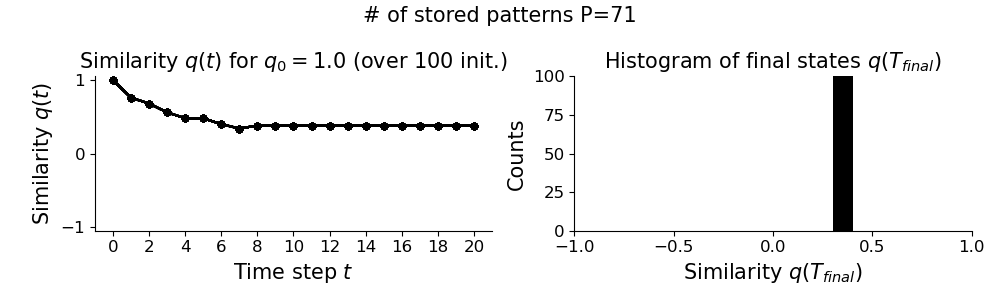 # of stored patterns P=71
Similarity q(t) for q₀ = 1.0 (over 100 init.)
Similarity q(t)
1
0
−1
0 2 4 6 8 10 12 14 16 18 20
Time step t
Histogram of final states q(T_final)
Counts
100
75
50
25
0
−1.0 −0.5 0.0 0.5 1.0
Similarity q(T_final)